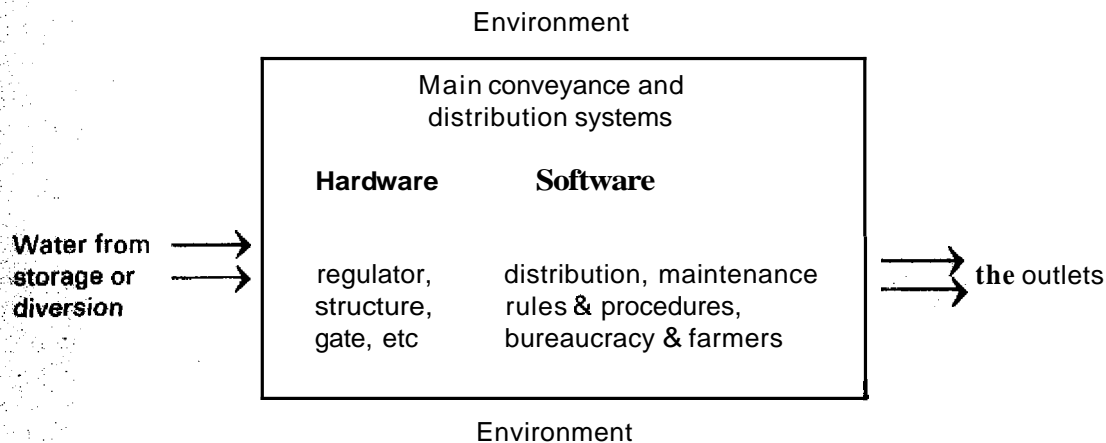 Environment
Main conveyance and
distribution systems
Hardware Software
Water from
storage or
diversion
regulator,
structure,
gate, etc
distribution, maintenance
rules & procedures,
bureaucracy & farmers
the outlets
Environment